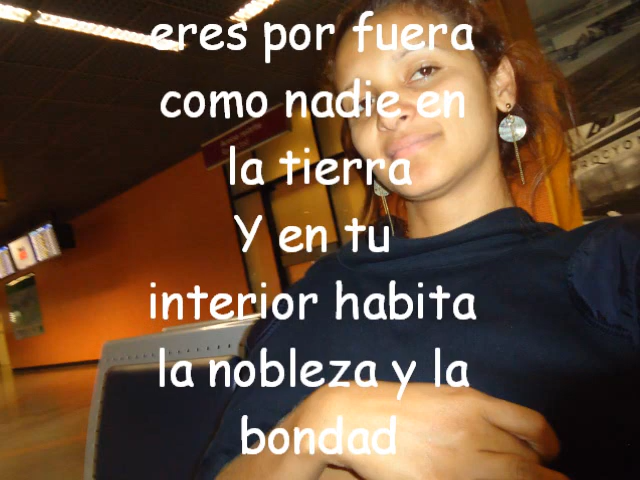 eres por fuera
como nadie en
la tierra
Y en tu
interior habita
la nobleza y la
bondad